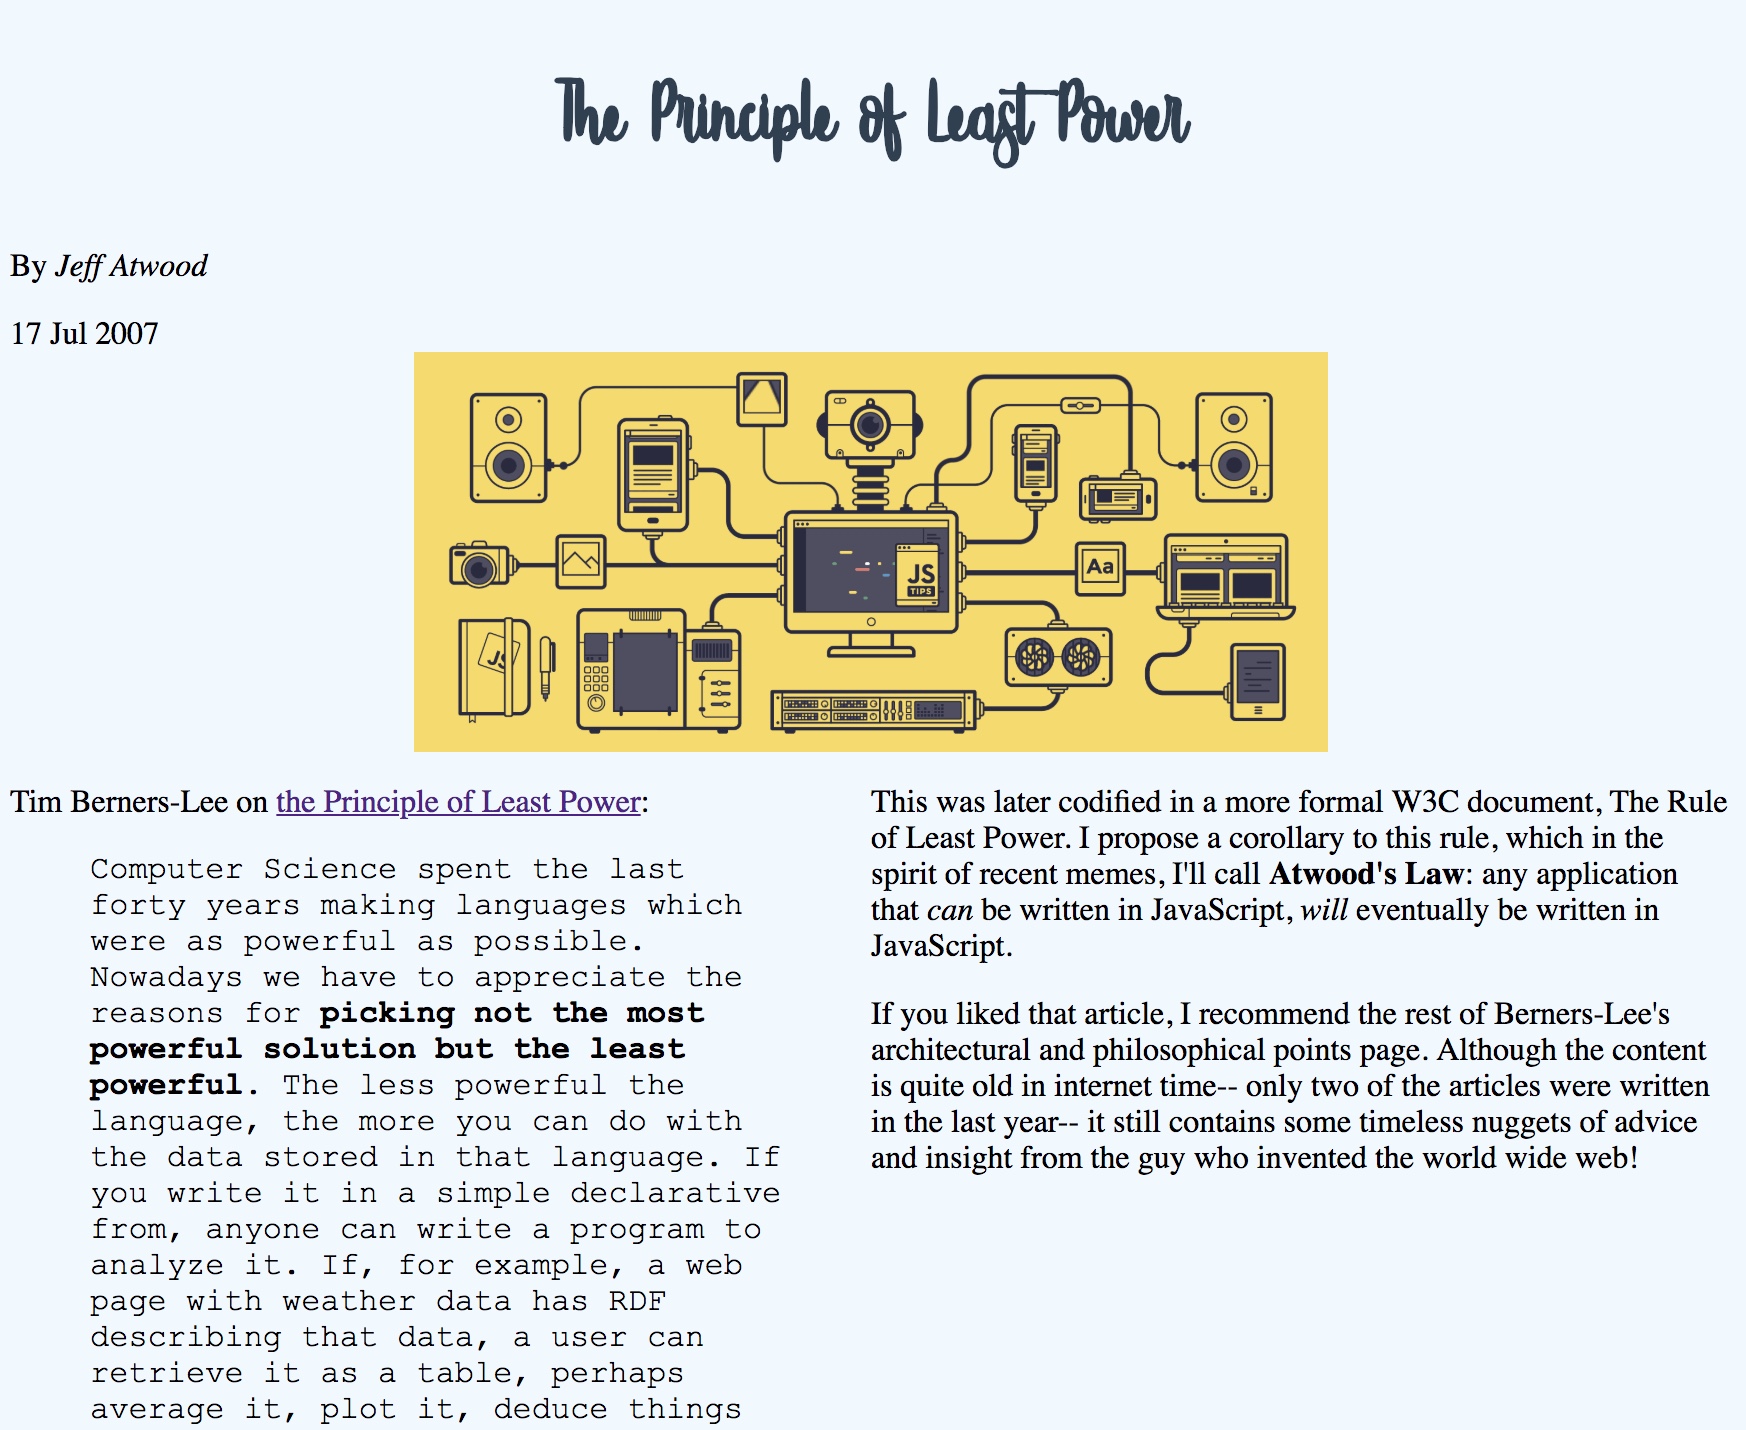 The Principle of Least Power
By Jeff Atwood
17 Jul 2007
JS
TIPS
Aa
JS
Tim Berners-Lee on the Principle of Least Power:
Computer Science spent the last
forty years making languages which
were as powerful as possible.
Nowadays we have to appreciate the
reasons for picking not the most
powerful solution but the least
powerful. The less powerful the
language, the more you can do with
the data stored in that language. If
you write it in a simple declarative
from, anyone can write a program to
analyze it. If, for example, a web
page with weather data has RDF
describing that data, a user can
retrieve it as a table, perhaps
average it, plot it, deduce things
This was later codified in a more formal W3C document, The Rule
of Least Power. I propose a corollary to this rule, which in the
spirit of recent memes, I'll call Atwood's Law: any application
that can be written in JavaScript, will eventually be written in
JavaScript.
If you liked that article, I recommend the rest of Berners-Lee's
architectural and philosophical points page. Although the content
is quite old in internet time-- only two of the articles were written
in the last year-- it still contains some timeless nuggets of advice
and insight from the guy who invented the world wide web!